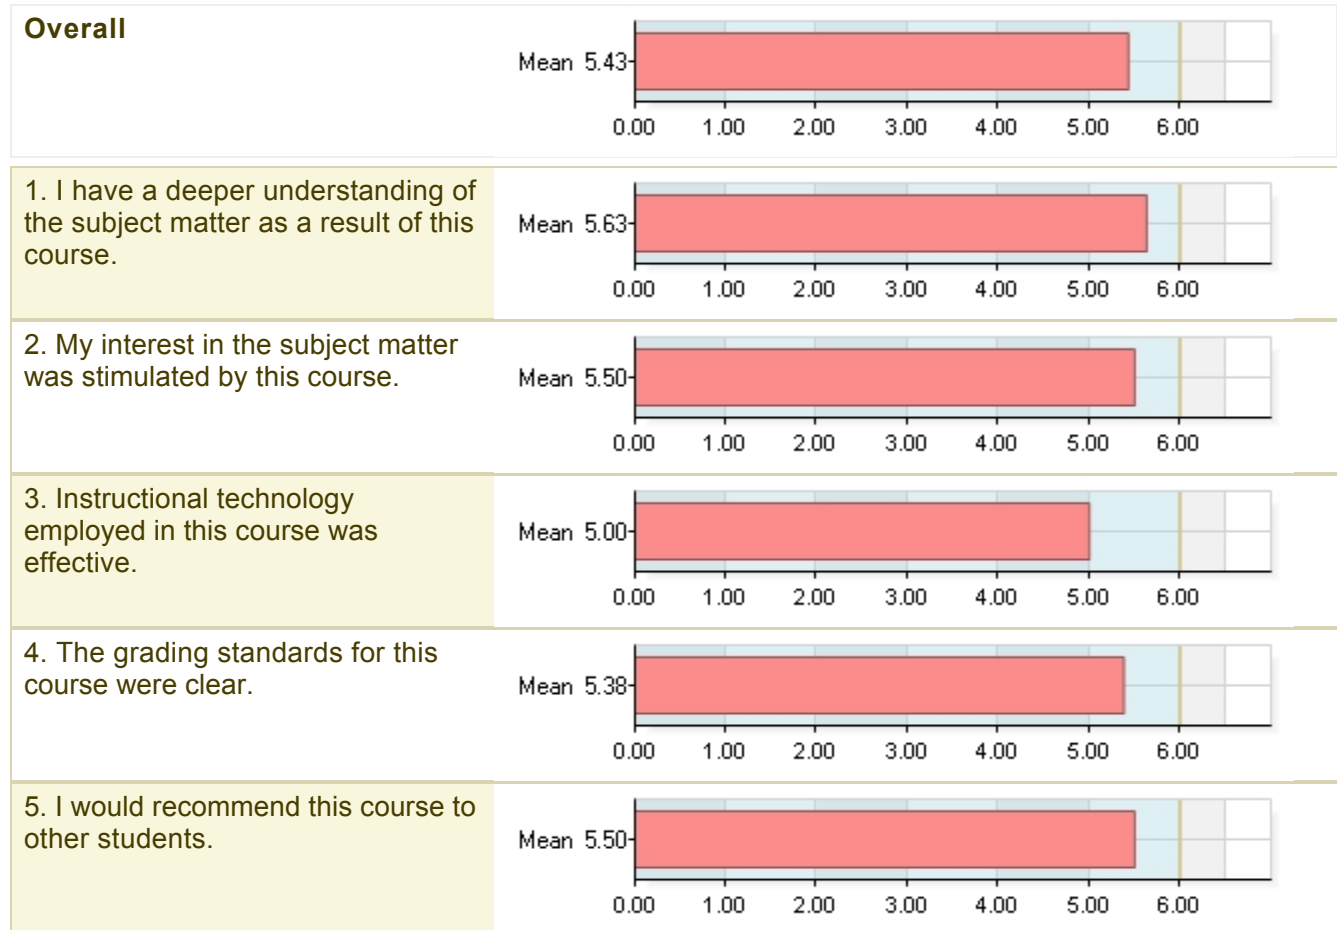 Overall
Mean 5.43
0.00 1.00 2.00 3.00 4.00 5.00 6.00
1. I have a deeper understanding of
the subject matter as a result of this
course.
Mean 5.63
0.00 1.00 2.00 3.00 4.00 5.00 6.00
2. My interest in the subject matter
was stimulated by this course.
Mean 5.50
0.00 1.00 2.00 3.00 4.00 5.00 6.00
3. Instructional technology
employed in this course was
effective.
Mean 5.00
0.00 1.00 2.00 3.00 4.00 5.00 6.00
4. The grading standards for this
course were clear.
Mean 5.38
0.00 1.00 2.00 3.00 4.00 5.00 6.00
5. I would recommend this course to
other students.
Mean 5.50
0.00 1.00 2.00 3.00 4.00 5.00 6.00